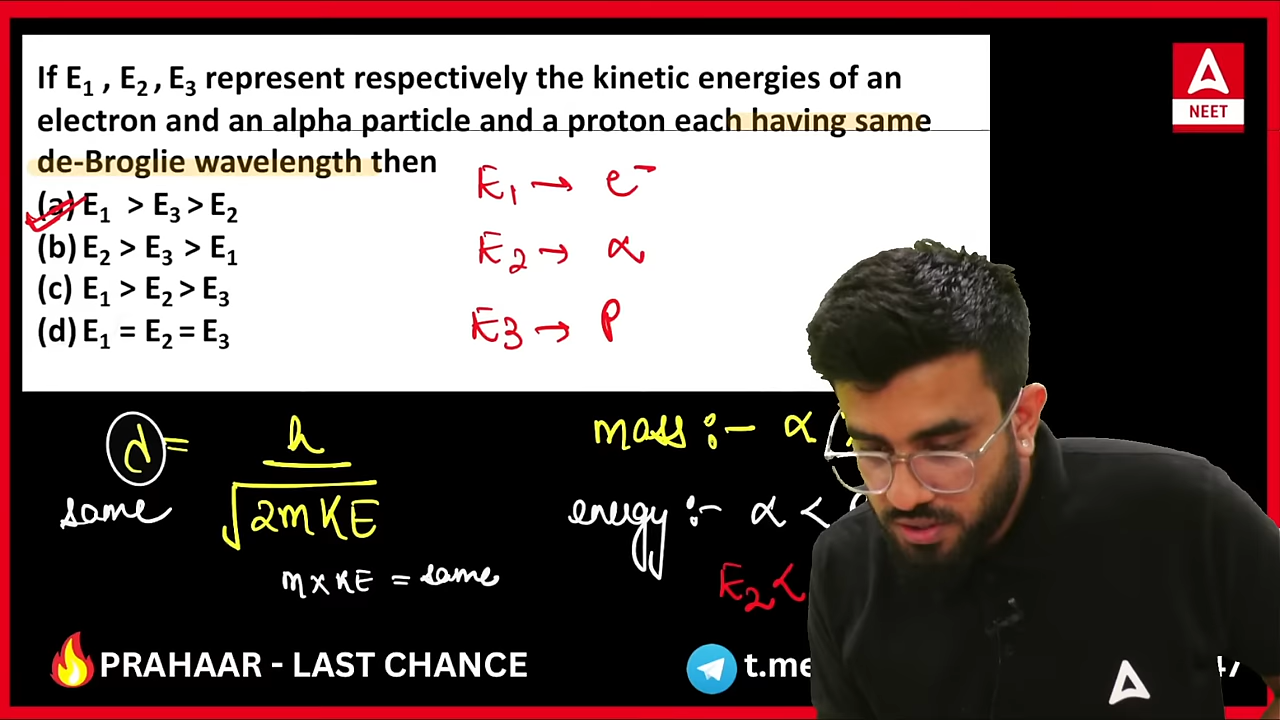 If E₁ , E₂ , E₃ represent respectively the kinetic energies of an
electron and an alpha particle and a proton each having same
de-Broglie wavelength then
(a) E₁ > E₃ > E₂
(b) E₂ > E₃ > E₁
(c) E₁ > E₂ > E₃
(d) E₁ = E₂ = E₃
E₁ → e⁻
E₂ → α
E₃ → P
NEET
λ = h / √2mKE
same
m×KE = same
mass :- α
energy :- α <
E₂ <
PRAHAAR - LAST CHANCE
t.me